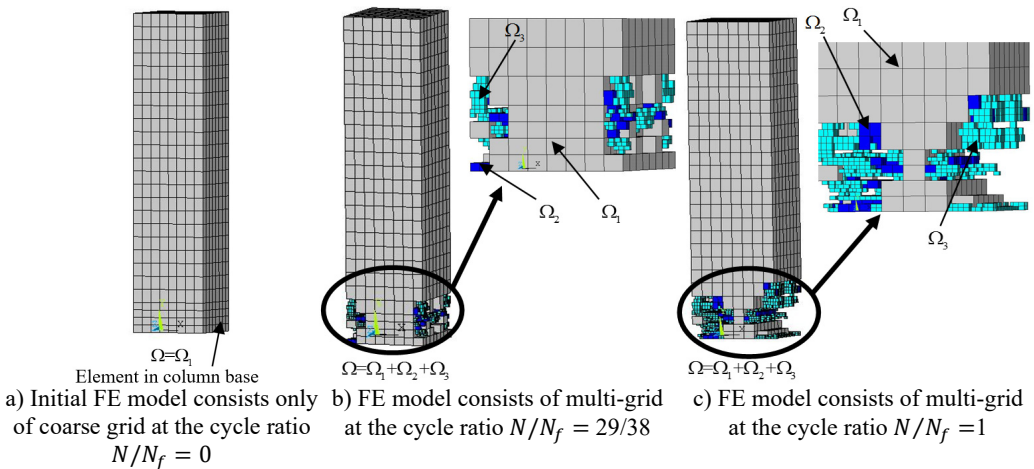 Ω₃
Ω₂
Ω₁
X
Ω₂
Ω₁
X
X
Ω₃
X
Ω=Ω₁
Element in column base
Ω=Ω₁+Ω₂+Ω₃
Ω=Ω₁+Ω₂+Ω₃
a) Initial FE model consists only
of coarse grid at the cycle ratio
N/N_f = 0
b) FE model consists of multi-grid
at the cycle ratio N/N_f = 29/38
c) FE model consists of multi-grid
at the cycle ratio N/N_f =1